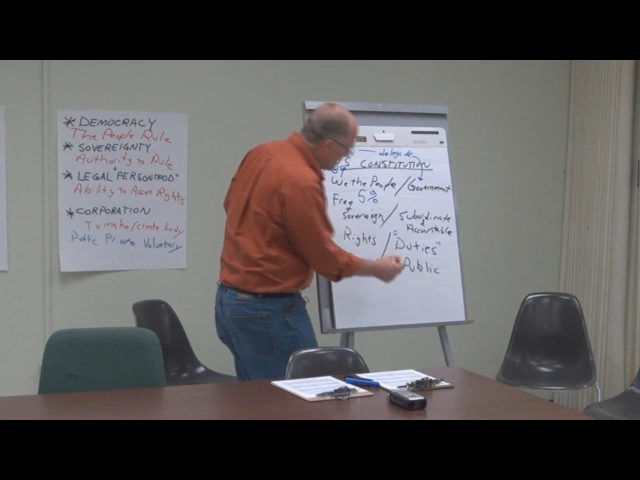 * DEMOCRACY
The People Rule
* SOVEREIGNTY
Authority to Rule
* LEGAL "PERSONHOOD"
Ability to Assert Rights
* CORPORATION
To make/create body
Public Private Voluntary
CONSTITUTION
We the People / Government
Free 5%
Sovereign / Subordinate
Accountable
Rights / "Duties"
Public